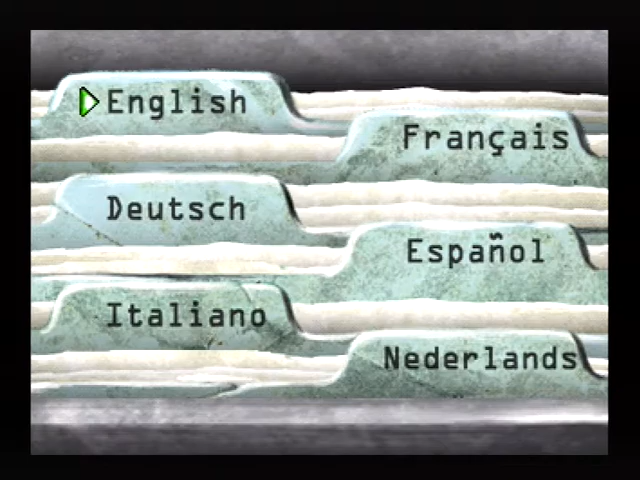 English
Français
Deutsch
Español
Italiano
Nederlands